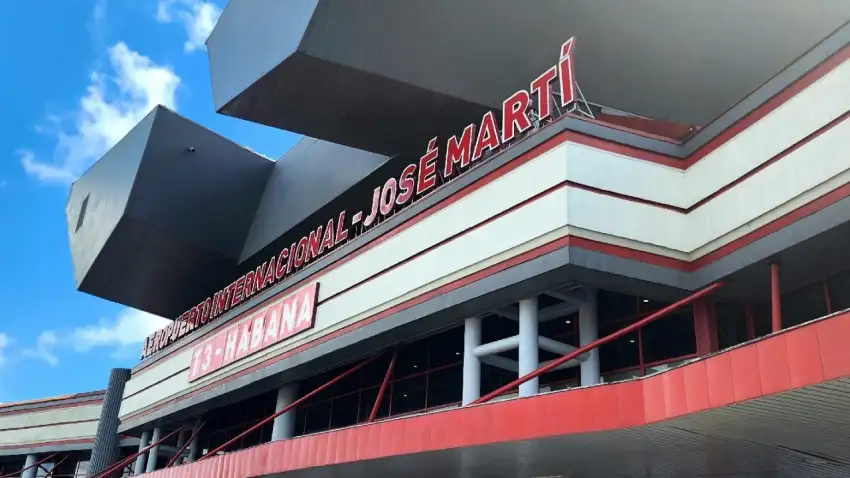 AEROPUERTO INTERNACIONAL - JOSÉ MARTÍ
T3 - HABANA